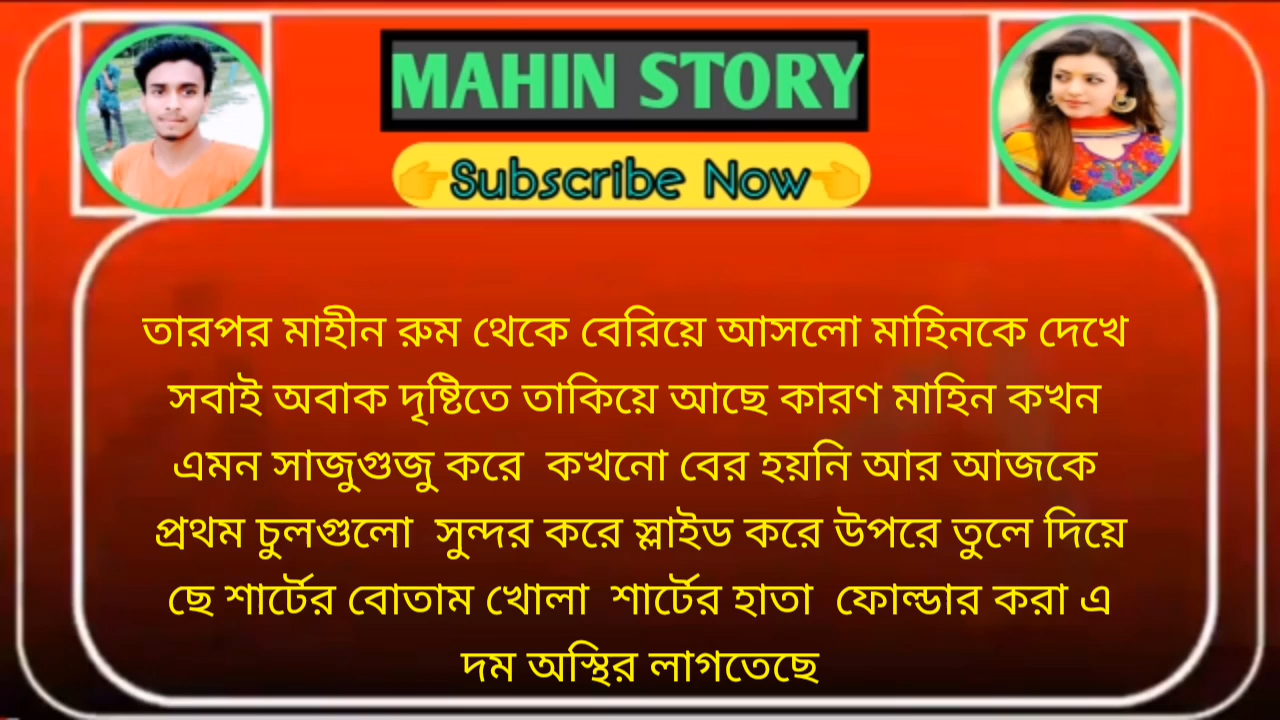 MAHIN STORY
Subscribe Now
তারপর মাহীন রুম থেকে বেরিয়ে আসলো মাহিনকে দেখে
সবাই অবাক দৃষ্টিতে তাকিয়ে আছে কারণ মাহিন কখন
এমন সাজুগুজু করে কখনো বের হয়নি আর আজকে
প্রথম চুলগুলো সুন্দর করে স্লাইড করে উপরে তুলে দিয়ে
ছে শার্টের বোতাম খোলা শার্টের হাতা ফোল্ডার করা এ
দম অস্থির লাগতেছে